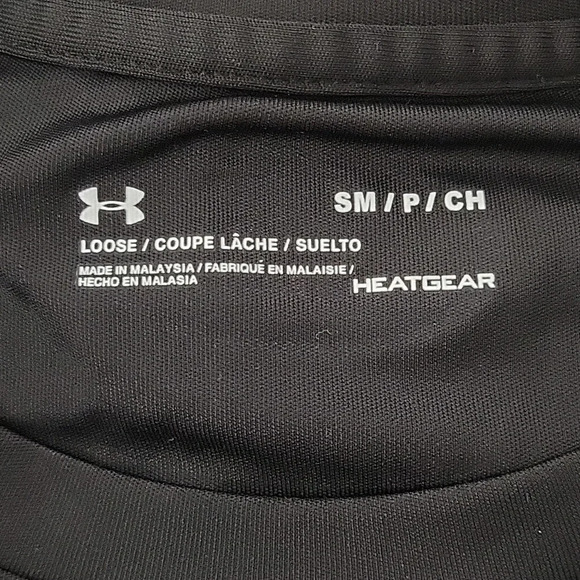 SM / P / CH
LOOSE / COUPE LÂCHE / SUELTO
MADE IN MALAYSIA / FABRIQUÉ EN MALAISIE /
HECHO EN MALASIA
HEATGEAR